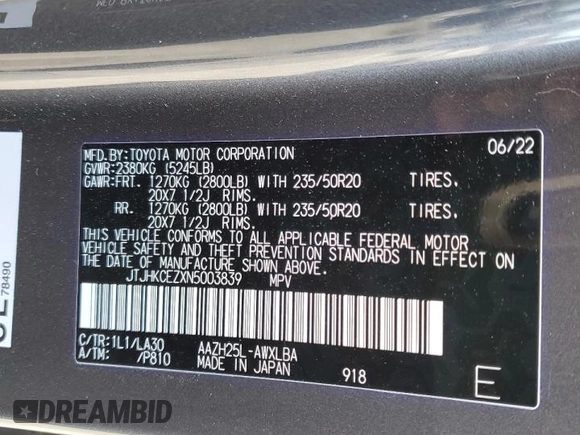 MFD.BY:TOYOTA MOTOR CORPORATION 06/22
GVWR:2380KG (5245LB)
GAWR:FRT. 1270KG (2800LB) WITH 235/50R20 TIRES.
20X7 1/2J RIMS.
RR. 1270KG (2800LB) WITH 235/50R20 TIRES.
20X7 1/2J RIMS.
THIS VEHICLE CONFORMS TO ALL APPLICABLE FEDERAL MOTOR
VEHICLE SAFETY AND THEFT PREVENTION STANDARDS IN EFFECT ON
THE DATE OF MANUFACTURE SHOWN ABOVE.
JTJHKCEZXN5003839 MPV
C/TR:1L1/LA30 AAZH25L-AWXLBA
A/TM: /P810 MADE IN JAPAN 918 E
78490
DREAMBID